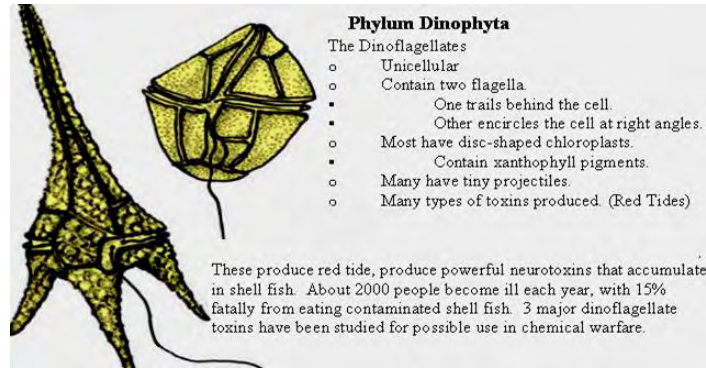 Phylum Dinophyta
The Dinoflagellates
o Unicellular
o Contain two flagella.
▪ One trails behind the cell.
▪ Other encircles the cell at right angles.
o Most have disc-shaped chloroplasts.
▪ Contain xanthophyll pigments.
o Many have tiny projectiles.
o Many types of toxins produced. (Red Tides)
These produce red tide, produce powerful neurotoxins that accumulate
in shell fish. About 2000 people become ill each year, with 15%
fatally from eating contaminated shell fish. 3 major dinoflagellate
toxins have been studied for possible use in chemical warfare.